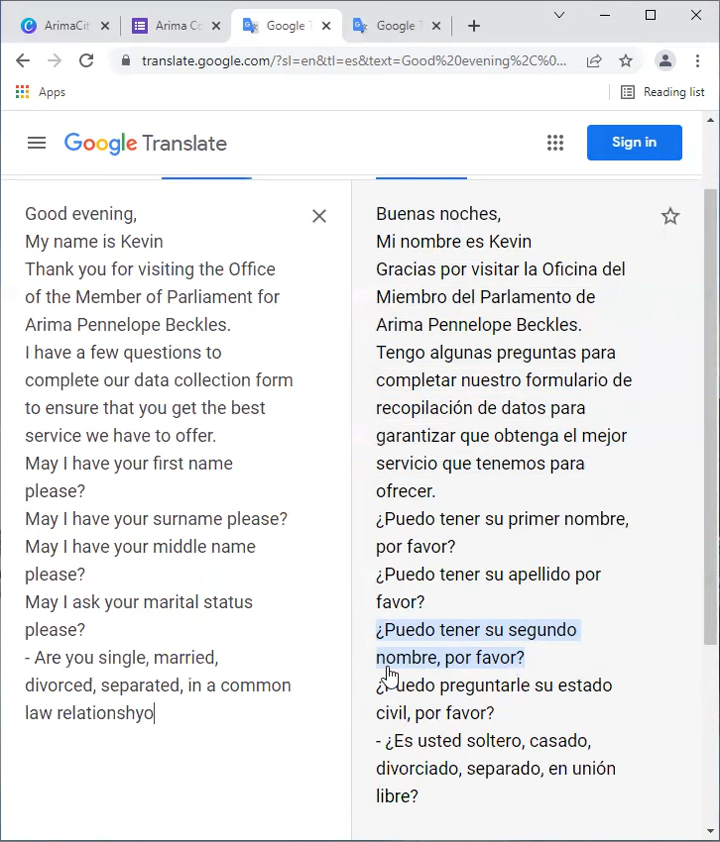 ArimaCit
Arima Co
Google T
Google T
translate.google.com/?sl=en&tl=es&text=Good%20evening%2C%0...
Apps
Reading list
Google Translate
Sign in
Good evening,
My name is Kevin
Thank you for visiting the Office
of the Member of Parliament for
Arima Pennelope Beckles.
I have a few questions to
complete our data collection form
to ensure that you get the best
service we have to offer.
May I have your first name
please?
May I have your surname please?
May I have your middle name
please?
May I ask your marital status
please?
- Are you single, married,
divorced, separated, in a common
law relationshyo
Buenas noches,
Mi nombre es Kevin
Gracias por visitar la Oficina del
Miembro del Parlamento de
Arima Pennelope Beckles.
Tengo algunas preguntas para
completar nuestro formulario de
recopilación de datos para
garantizar que obtenga el mejor
servicio que tenemos para
ofrecer.
¿Puedo tener su primer nombre,
por favor?
¿Puedo tener su apellido por
favor?
¿Puedo tener su segundo
nombre, por favor?
¿Puedo preguntarle su estado
civil, por favor?
- ¿Es usted soltero, casado,
divorciado, separado, en unión
libre?